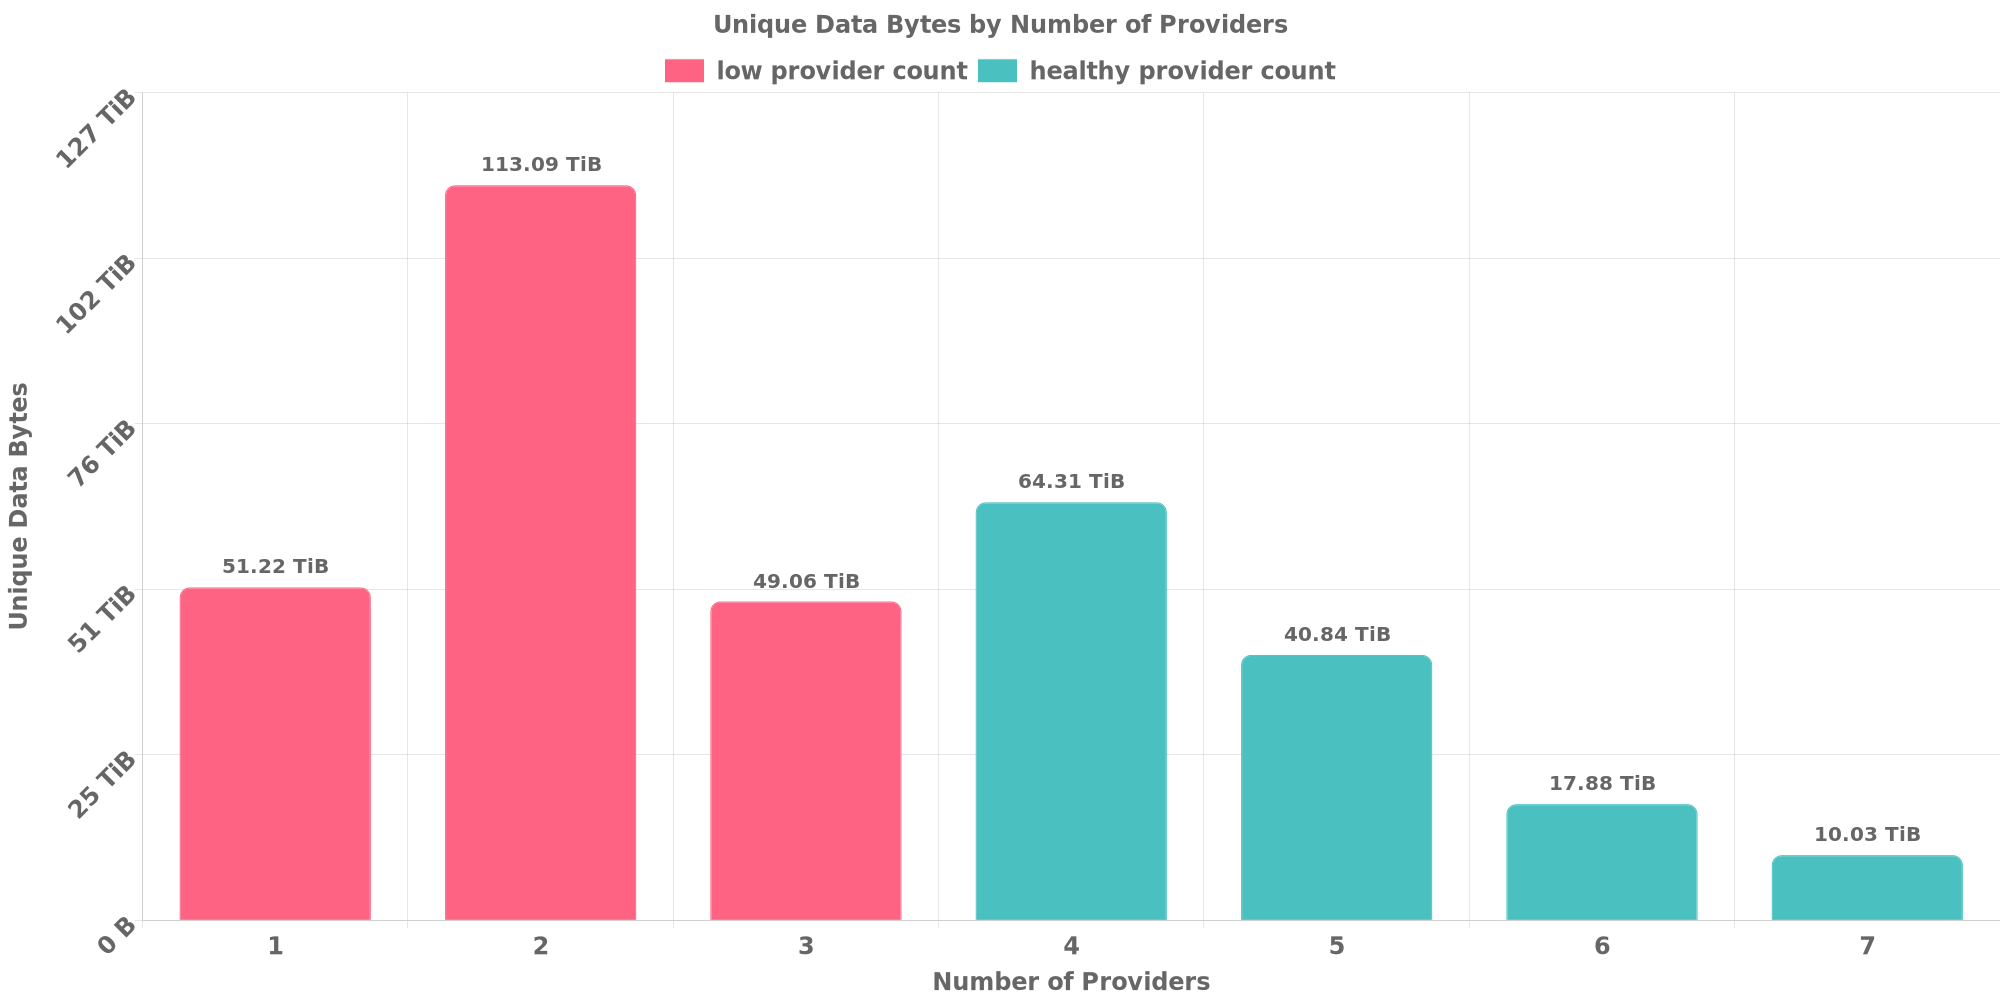 Unique Data Bytes by Number of Providers
low provider count healthy provider count
127 TiB
102 TiB
76 TiB
51 TiB
25 TiB
0 B
Unique Data Bytes
51.22 TiB
113.09 TiB
49.06 TiB
64.31 TiB
40.84 TiB
17.88 TiB
10.03 TiB
1 2 3 4 5 6 7
Number of Providers